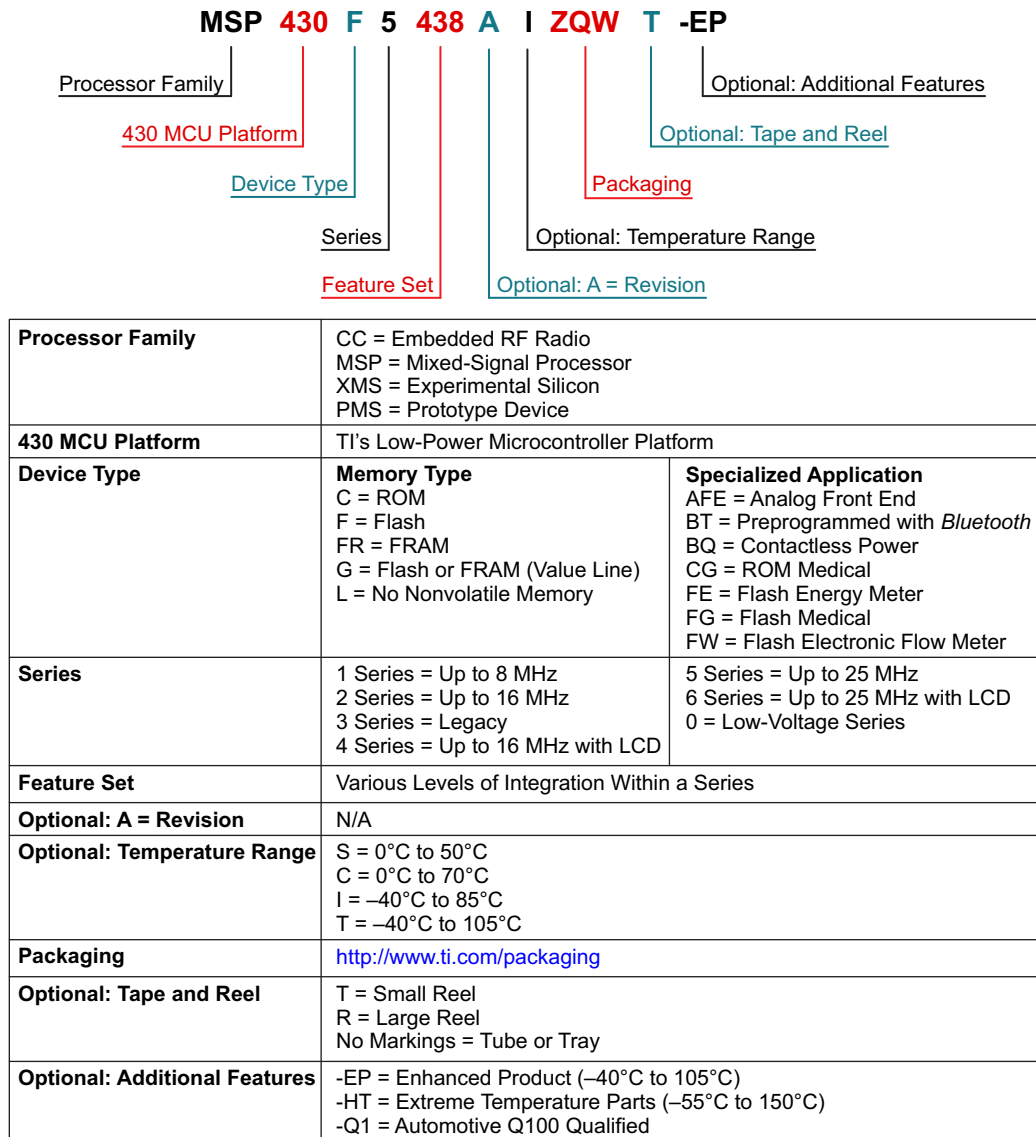 MSP 430 F 5 438 A I ZQW T -EP
Processor Family
Optional: Additional Features
430 MCU Platform
Optional: Tape and Reel
Device Type
Packaging
Series
Optional: Temperature Range
Feature Set
Optional: A = Revision
Processor Family
CC = Embedded RF Radio
MSP = Mixed-Signal Processor
XMS = Experimental Silicon
PMS = Prototype Device
430 MCU Platform
TI's Low-Power Microcontroller Platform
Device Type
Memory Type
C = ROM
F = Flash
FR = FRAM
G = Flash or FRAM (Value Line)
L = No Nonvolatile Memory
Specialized Application
AFE = Analog Front End
BT = Preprogrammed with Bluetooth
BQ = Contactless Power
CG = ROM Medical
FE = Flash Energy Meter
FG = Flash Medical
FW = Flash Electronic Flow Meter
Series
1 Series = Up to 8 MHz
2 Series = Up to 16 MHz
3 Series = Legacy
4 Series = Up to 16 MHz with LCD
5 Series = Up to 25 MHz
6 Series = Up to 25 MHz with LCD
0 = Low-Voltage Series
Feature Set
Various Levels of Integration Within a Series
Optional: A = Revision
N/A
Optional: Temperature Range
S = 0°C to 50°C
C = 0°C to 70°C
I = –40°C to 85°C
T = –40°C to 105°C
Packaging
http://www.ti.com/packaging
Optional: Tape and Reel
T = Small Reel
R = Large Reel
No Markings = Tube or Tray
Optional: Additional Features
-EP = Enhanced Product (–40°C to 105°C)
-HT = Extreme Temperature Parts (–55°C to 150°C)
-Q1 = Automotive Q100 Qualified